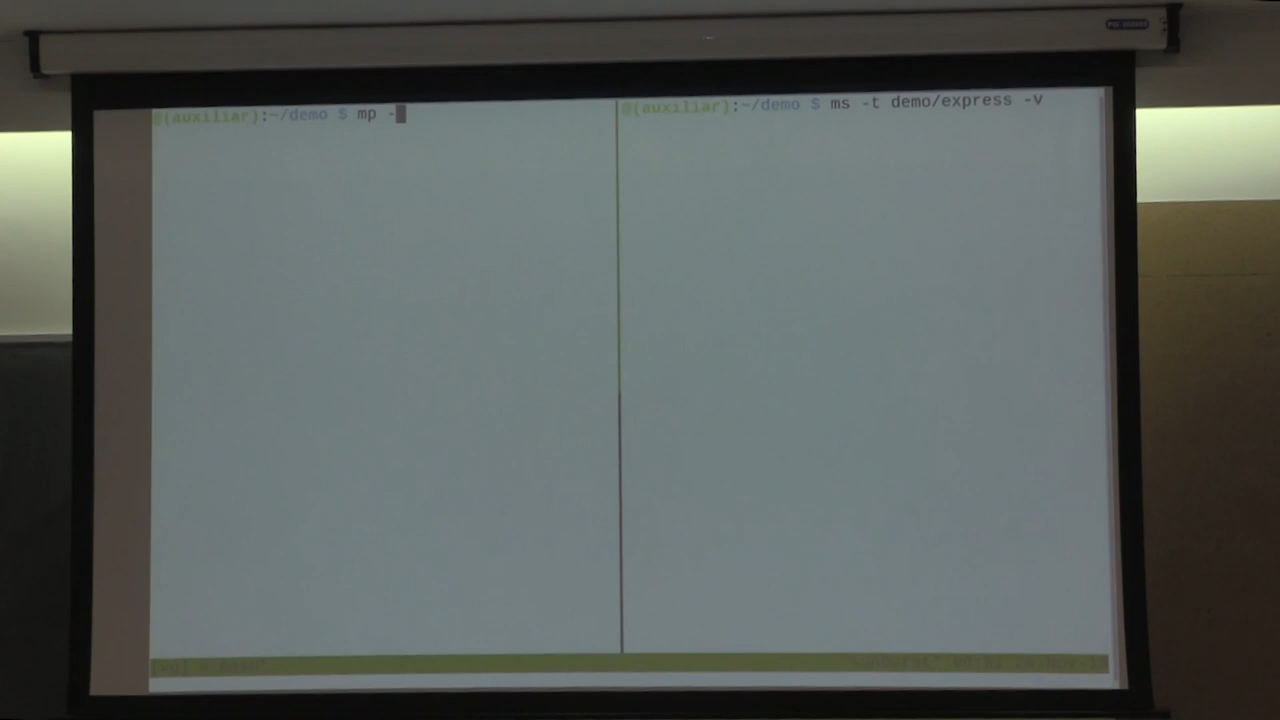 @(auxiliar):~/demo $ mp -
@(auxiliar):~/demo $ ms -t demo/express -v